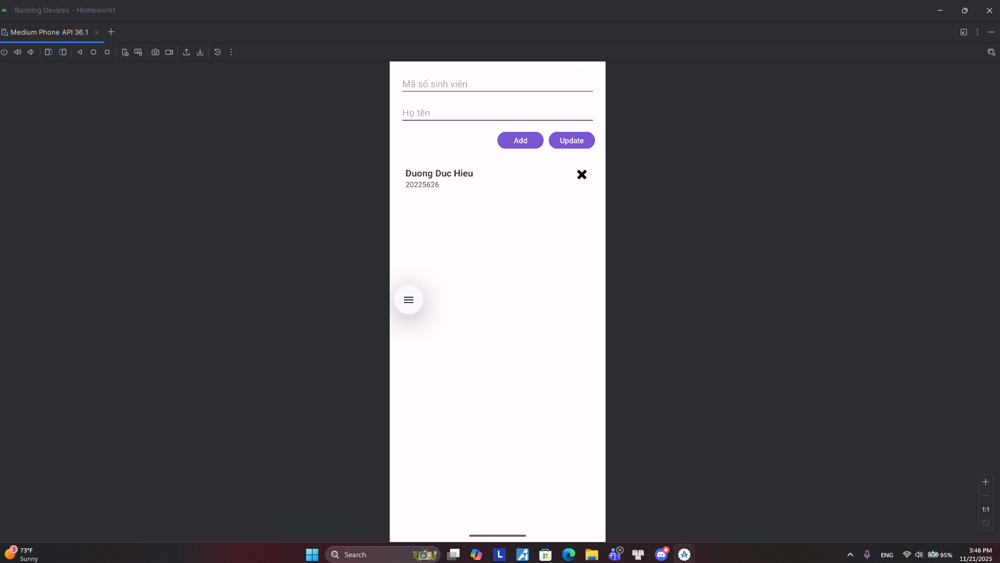 Running Devices - Homework1
Medium Phone API 36.1
Mã số sinh viên
Họ tên
Add
Update
Duong Duc Hieu
20225626
1:1
3
73°F
Sunny
Search
L
ENG
95%
3:46 PM
11/21/2025